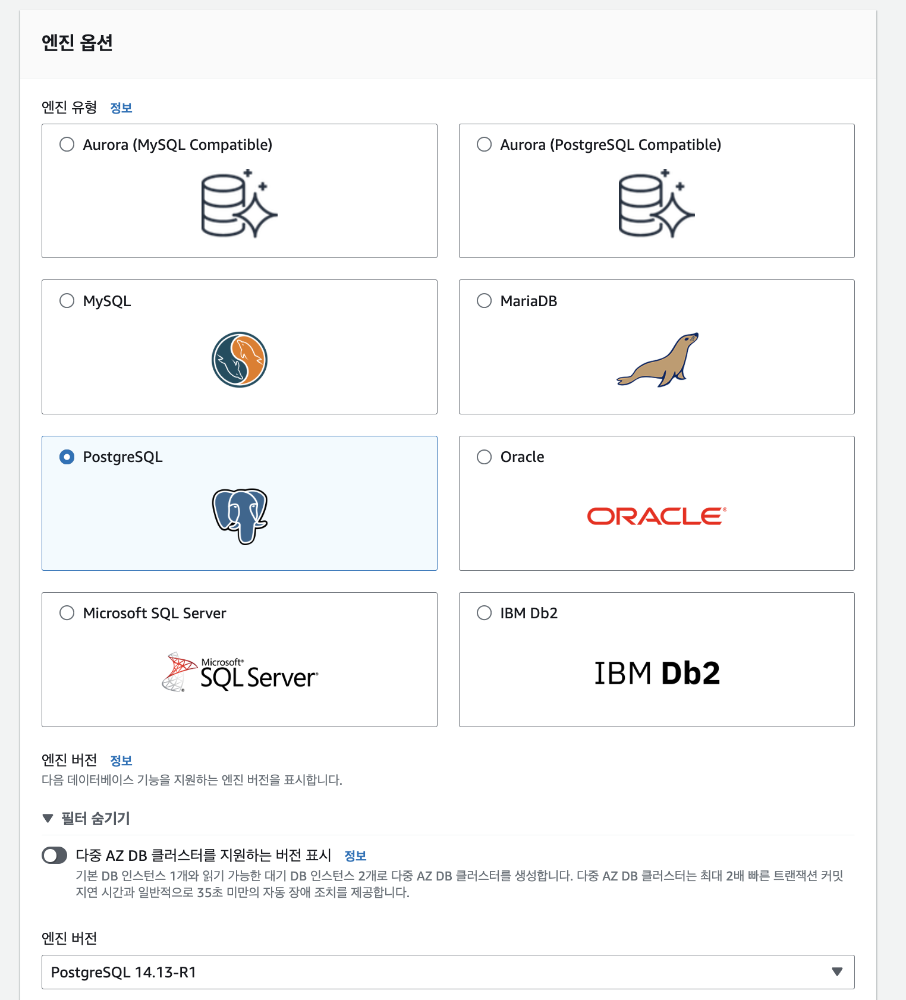 엔진 옵션
엔진 유형 정보
Aurora (MySQL Compatible)
Aurora (PostgreSQL Compatible)
MySQL
MariaDB
PostgreSQL
Oracle
ORACLE®
Microsoft SQL Server
IBM Db2
Microsoft®
SQL Server®
IBM Db2
엔진 버전 정보
다음 데이터베이스 기능을 지원하는 엔진 버전을 표시합니다.
▼ 필터 숨기기
다중 AZ DB 클러스터를 지원하는 버전 표시 정보
기본 DB 인스턴스 1개와 읽기 가능한 대기 DB 인스턴스 2개로 다중 AZ DB 클러스터를 생성합니다. 다중 AZ DB 클러스터는 최대 2배 빠른 트랜잭션 커밋
지연 시간과 일반적으로 35초 미만의 자동 장애 조치를 제공합니다.
엔진 버전
PostgreSQL 14.13-R1